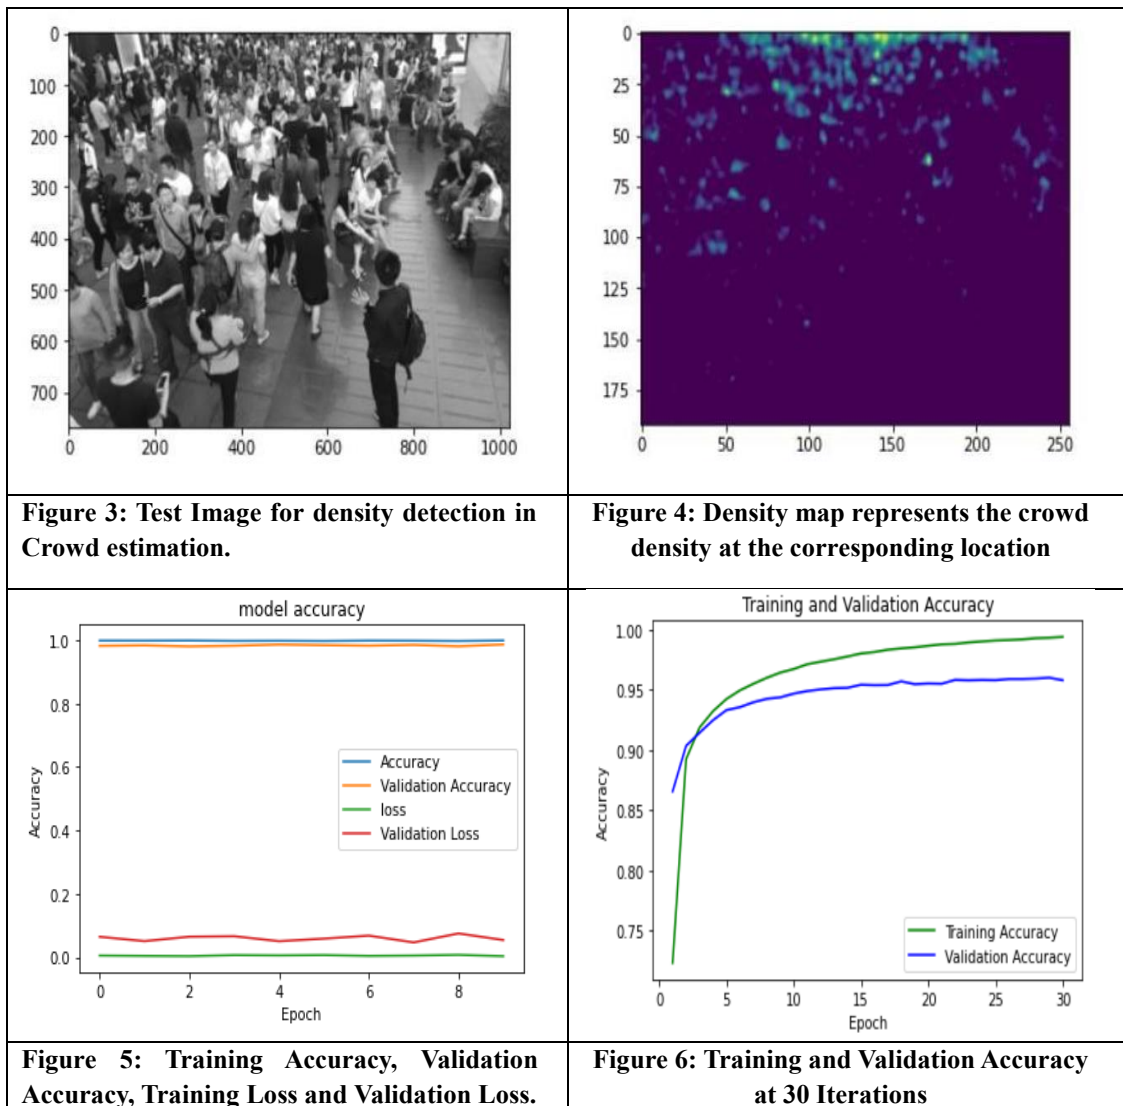 0
100
200
300
400
500
600
700
0 200 400 600 800 1000
0
25
50
75
100
125
150
175
0 50 100 150 200 250
Figure 3: Test Image for density detection in
Crowd estimation.
Figure 4: Density map represents the crowd
density at the corresponding location
model accuracy
1.0
0.8
0.6
0.4
0.2
0.0
Accuracy
Accuracy
Validation Accuracy
loss
Validation Loss
0 2 4 6 8
Epoch
Training and Validation Accuracy
1.00
0.95
0.90
0.85
0.80
0.75
Accuracy
Training Accuracy
Validation Accuracy
0 5 10 15 20 25 30
Epoch
Figure 5: Training Accuracy, Validation
Accuracy, Training Loss and Validation Loss.
Figure 6: Training and Validation Accuracy
at 30 Iterations